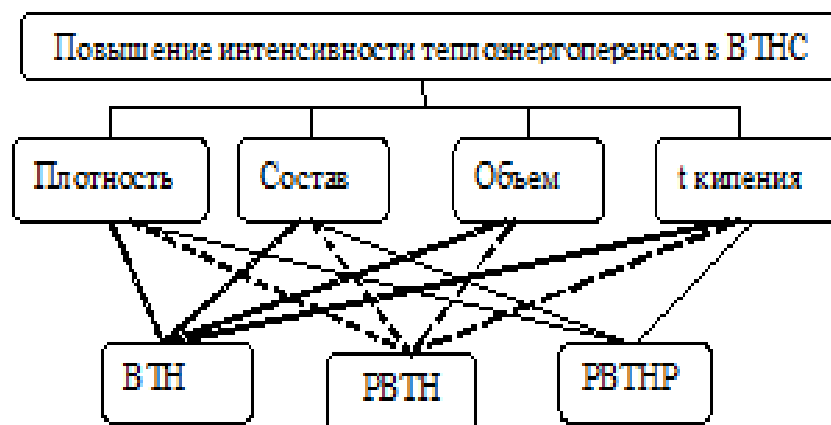 Повышение интенсивности теплоэнергопереноса в ВТНС
Плотность
Состав
Объем
t кипения
ВТН
РВТН
РВТНР